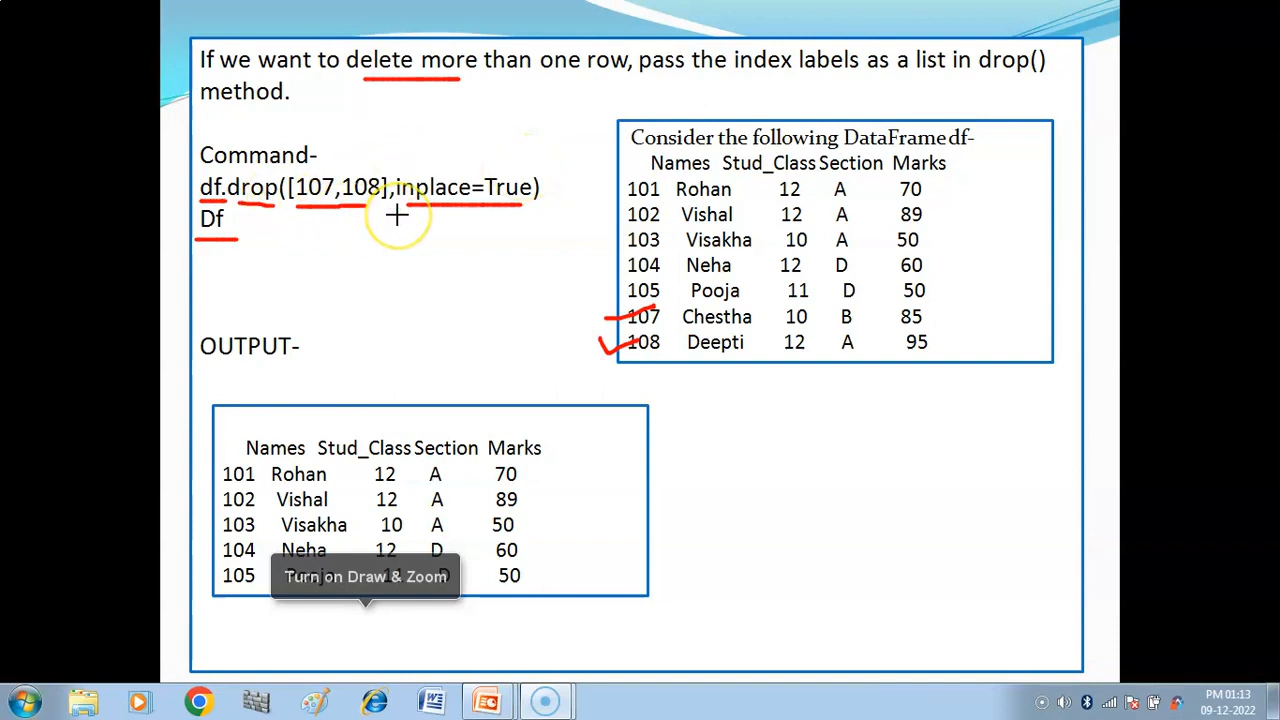 If we want to delete more than one row, pass the index labels as a list in drop()
method.
Command-
df.drop([107,108],inplace=True)
Df
OUTPUT-
Consider the following DataFrame df-
Names Stud_Class Section Marks
101 Rohan 12 A 70
102 Vishal 12 A 89
103 Visakha 10 A 50
104 Neha 12 D 60
105 Pooja 11 D 50
107 Chestha 10 B 85
108 Deepti 12 A 95
Names Stud_Class Section Marks
101 Rohan 12 A 70
102 Vishal 12 A 89
103 Visakha 10 A 50
104 Neha 12 D 60
105 50
Turn on Draw & Zoom
PM 01:13
09-12-2022